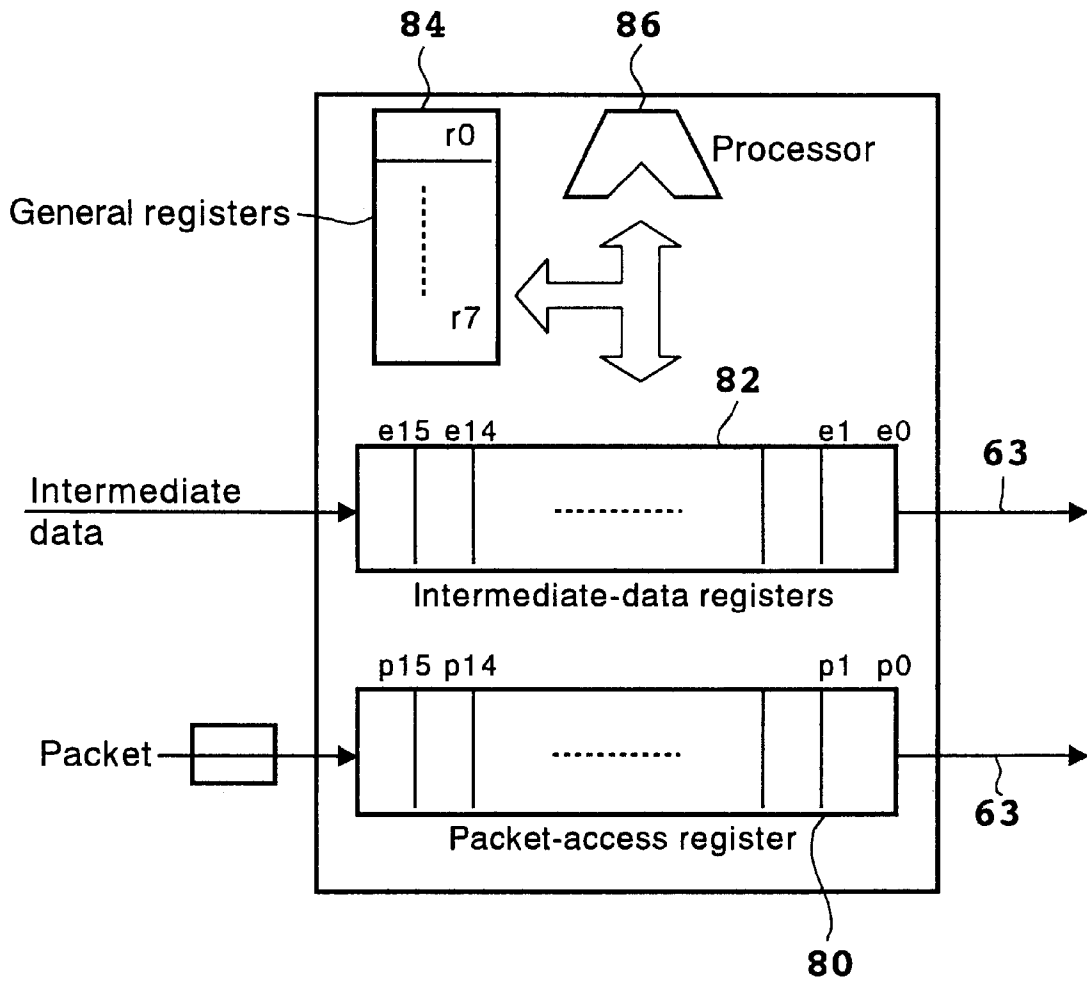 84
86
r0
Processor
General registers
r7
82
e15 e14 e1 e0
63
Intermediate
data
Intermediate-data registers
p15 p14 p1 p0
Packet
63
Packet-access register
80